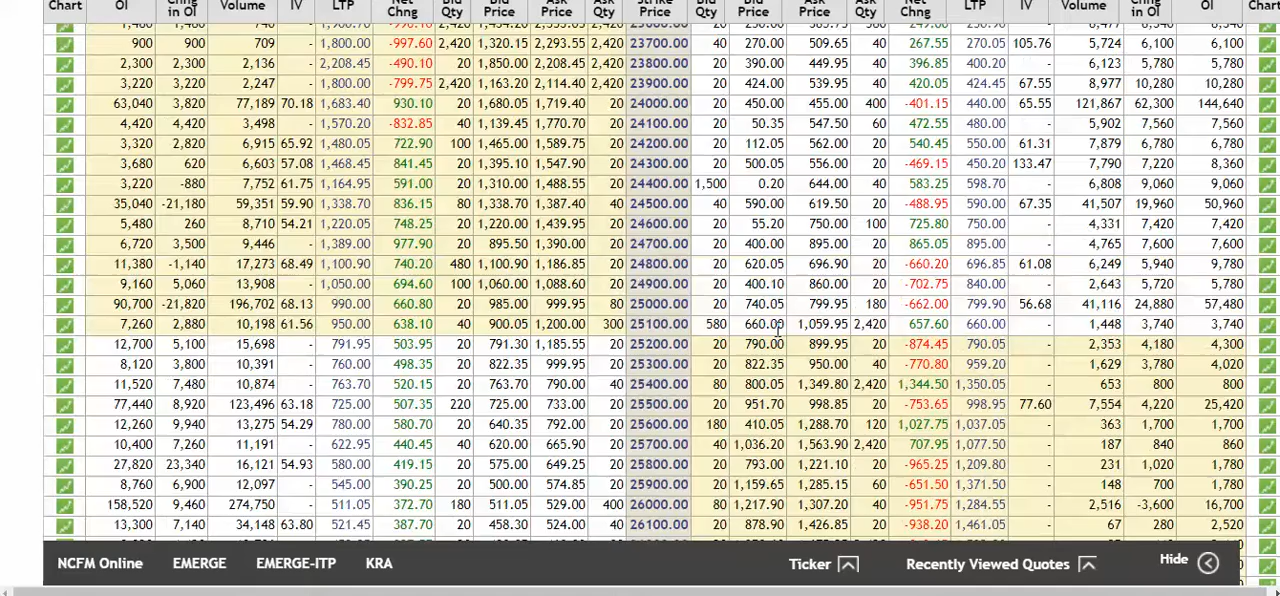 Chart OI Chng in OI Volume IV LTP Net Chng Bid Qty Bid Price Ask Price Ask Qty Strike Price Bid Qty Bid Price Ask Price Ask Qty Net Chng LTP IV Volume Chng in OI OI Chart
900 900 709 - 1,800.00 -997.60 2,420 1,320.15 2,293.55 2,420 23700.00 40 270.00 509.65 40 267.55 270.05 105.76 5,724 6,100 6,100
2,300 2,300 2,136 - 2,208.45 -490.10 2,420 1,850.00 2,208.45 2,420 23800.00 20 390.00 449.95 40 396.85 400.20 - 6,123 5,780 5,780
3,220 3,220 2,247 - 1,800.00 -799.75 2,420 1,163.20 2,114.40 2,420 23900.00 20 424.00 539.95 40 420.05 424.45 67.55 8,977 10,280 10,280
63,040 3,820 77,189 70.18 1,683.40 930.10 20 1,680.05 1,719.40 20 24000.00 20 450.00 455.00 400 -401.15 440.00 65.55 121,867 62,300 144,640
4,420 4,420 3,498 - 1,570.20 -832.85 40 1,139.45 1,770.70 20 24100.00 20 50.35 547.50 60 472.55 480.00 - 5,902 7,560 7,560
3,320 2,820 6,915 65.92 1,480.05 722.90 100 1,465.00 1,589.75 20 24200.00 20 112.05 562.00 20 540.45 550.00 61.31 7,879 6,780 6,780
3,680 620 6,603 57.08 1,468.45 841.45 20 1,395.10 1,547.90 20 24300.00 20 500.05 556.00 20 -469.15 450.20 133.47 7,790 7,220 8,360
3,220 -880 7,752 61.75 1,164.95 591.00 20 1,310.00 1,488.55 20 24400.00 1,500 0.20 644.00 40 583.25 598.70 - 6,808 9,060 9,060
35,040 -21,180 59,351 59.90 1,338.70 836.15 80 1,338.70 1,387.40 40 24500.00 40 590.00 619.50 20 -488.95 590.00 67.35 41,507 19,960 50,960
5,480 260 8,710 54.21 1,220.05 748.25 20 1,220.00 1,439.95 20 24600.00 20 55.20 750.00 100 725.80 750.00 - 4,331 7,420 7,420
6,720 3,500 9,446 - 1,389.00 977.90 20 895.50 1,390.00 20 24700.00 20 400.00 895.00 20 865.05 895.00 - 4,765 7,600 7,600
11,380 -1,140 17,273 68.49 1,100.90 740.20 480 1,100.90 1,186.85 20 24800.00 20 620.05 696.90 20 -660.20 696.85 61.08 6,249 5,940 9,780
9,160 5,060 13,908 - 1,050.00 694.60 100 1,060.00 1,088.60 20 24900.00 20 400.10 860.00 20 -702.75 840.00 - 2,643 5,720 5,780
90,700 -21,820 196,702 68.13 990.00 660.80 20 985.00 999.95 80 25000.00 20 740.05 799.95 180 -662.00 799.90 56.68 41,116 24,880 57,480
7,260 2,880 10,198 61.56 950.00 638.10 40 900.05 1,200.00 300 25100.00 580 660.00 1,059.95 2,420 657.60 660.00 - 1,448 3,740 3,740
12,700 5,100 15,698 - 791.95 503.95 20 791.30 1,185.55 20 25200.00 20 790.00 899.95 20 -874.45 790.05 - 2,353 4,180 4,300
8,120 3,800 10,391 - 760.00 498.35 20 822.35 999.95 20 25300.00 20 822.35 950.00 40 -770.80 959.20 - 1,629 3,780 4,020
11,520 7,480 10,874 - 763.70 520.15 20 763.70 790.00 40 25400.00 80 800.05 1,349.80 2,420 1,344.50 1,350.05 - 653 800 800
77,440 8,920 123,496 63.18 725.00 507.35 220 725.00 733.00 20 25500.00 20 951.70 998.85 20 -753.65 998.95 77.60 7,554 4,220 25,420
12,260 9,940 13,275 54.29 780.00 580.70 20 640.35 792.00 20 25600.00 180 410.05 1,288.70 120 1,027.75 1,037.05 - 363 1,700 1,700
10,400 7,260 11,191 - 622.95 440.45 40 620.00 665.90 20 25700.00 40 1,036.20 1,563.90 2,420 707.95 1,077.50 - 187 840 860
27,820 23,340 16,121 54.93 580.00 419.15 20 575.00 649.25 20 25800.00 20 793.00 1,221.10 20 -965.25 1,209.80 - 231 1,020 1,780
8,760 6,900 12,097 - 545.00 390.25 20 500.00 574.85 20 25900.00 20 1,159.65 1,285.15 60 -651.50 1,371.50 - 148 700 1,780
158,520 9,460 274,750 - 511.05 372.70 180 511.05 529.00 400 26000.00 80 1,217.90 1,307.20 40 -951.75 1,284.55 - 2,516 -3,600 16,700
13,300 7,140 34,148 63.80 521.45 387.70 20 458.30 524.00 40 26100.00 20 878.90 1,426.85 20 -938.20 1,461.05 - 67 280 2,520
NCFM Online EMERGE EMERGE-ITP KRA Ticker Recently Viewed Quotes Hide